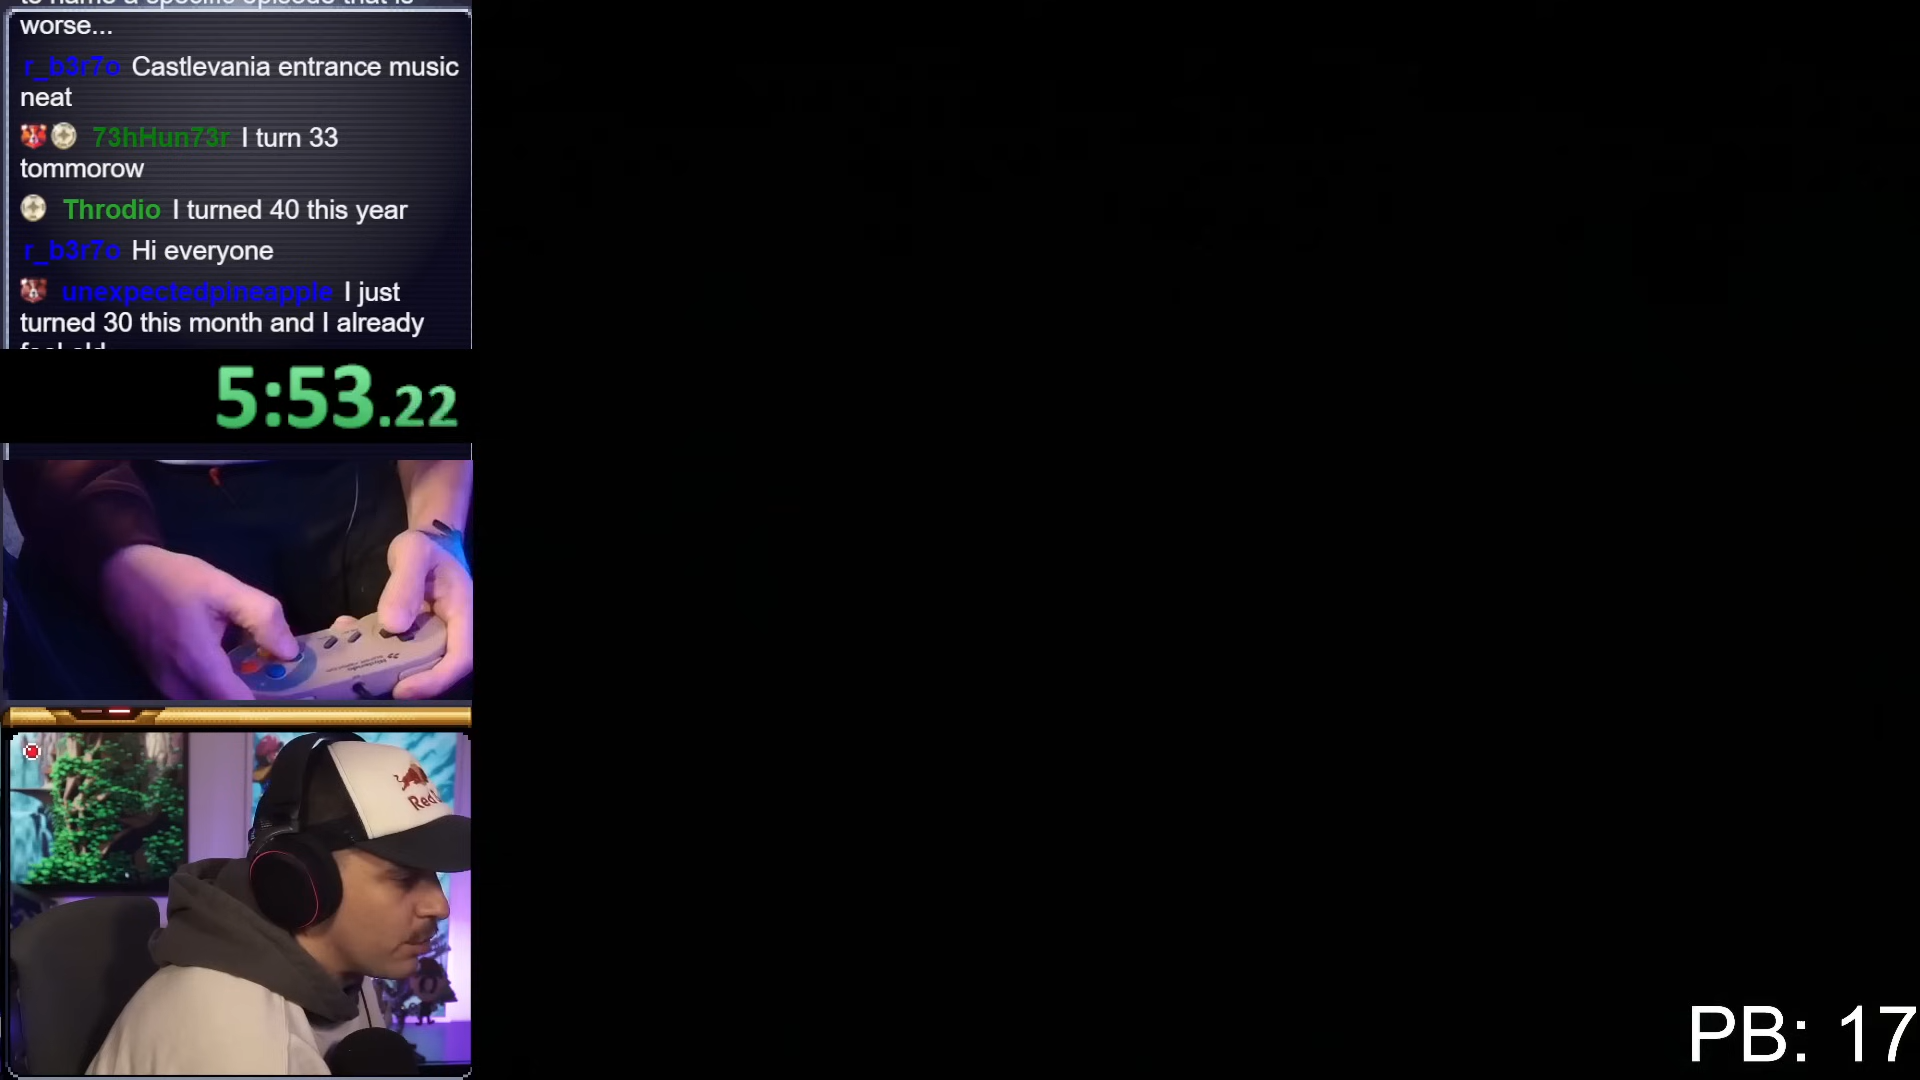 worse...
r_b3r7o Castlevania entrance music
neat
73hHun73r I turn 33
tommorow
Throdio I turned 40 this year
r_b3r7o Hi everyone
unexpectedpineapple I just
turned 30 this month and I already
5:53.22
Red
PB: 17